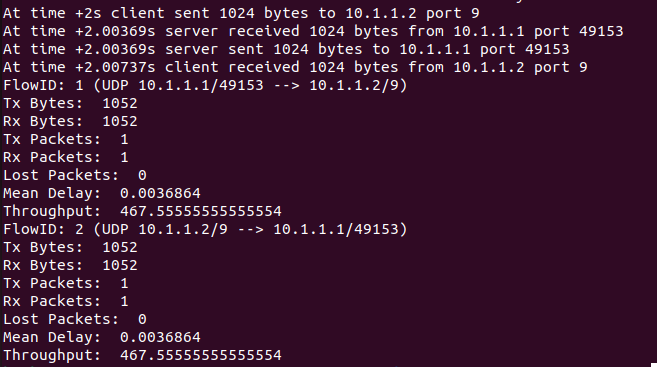 At time +2s client sent 1024 bytes to 10.1.1.2 port 9
At time +2.00369s server received 1024 bytes from 10.1.1.1 port 49153
At time +2.00369s server sent 1024 bytes to 10.1.1.1 port 49153
At time +2.00737s client received 1024 bytes from 10.1.1.2 port 9
FlowID: 1 (UDP 10.1.1.1/49153 --> 10.1.1.2/9)
Tx Bytes:  1052
Rx Bytes:  1052
Tx Packets:  1
Rx Packets:  1
Lost Packets:  0
Mean Delay:  0.0036864
Throughput:  467.55555555555554
FlowID: 2 (UDP 10.1.1.2/9 --> 10.1.1.1/49153)
Tx Bytes:  1052
Rx Bytes:  1052
Tx Packets:  1
Rx Packets:  1
Lost Packets:  0
Mean Delay:  0.0036864
Throughput:  467.55555555555554